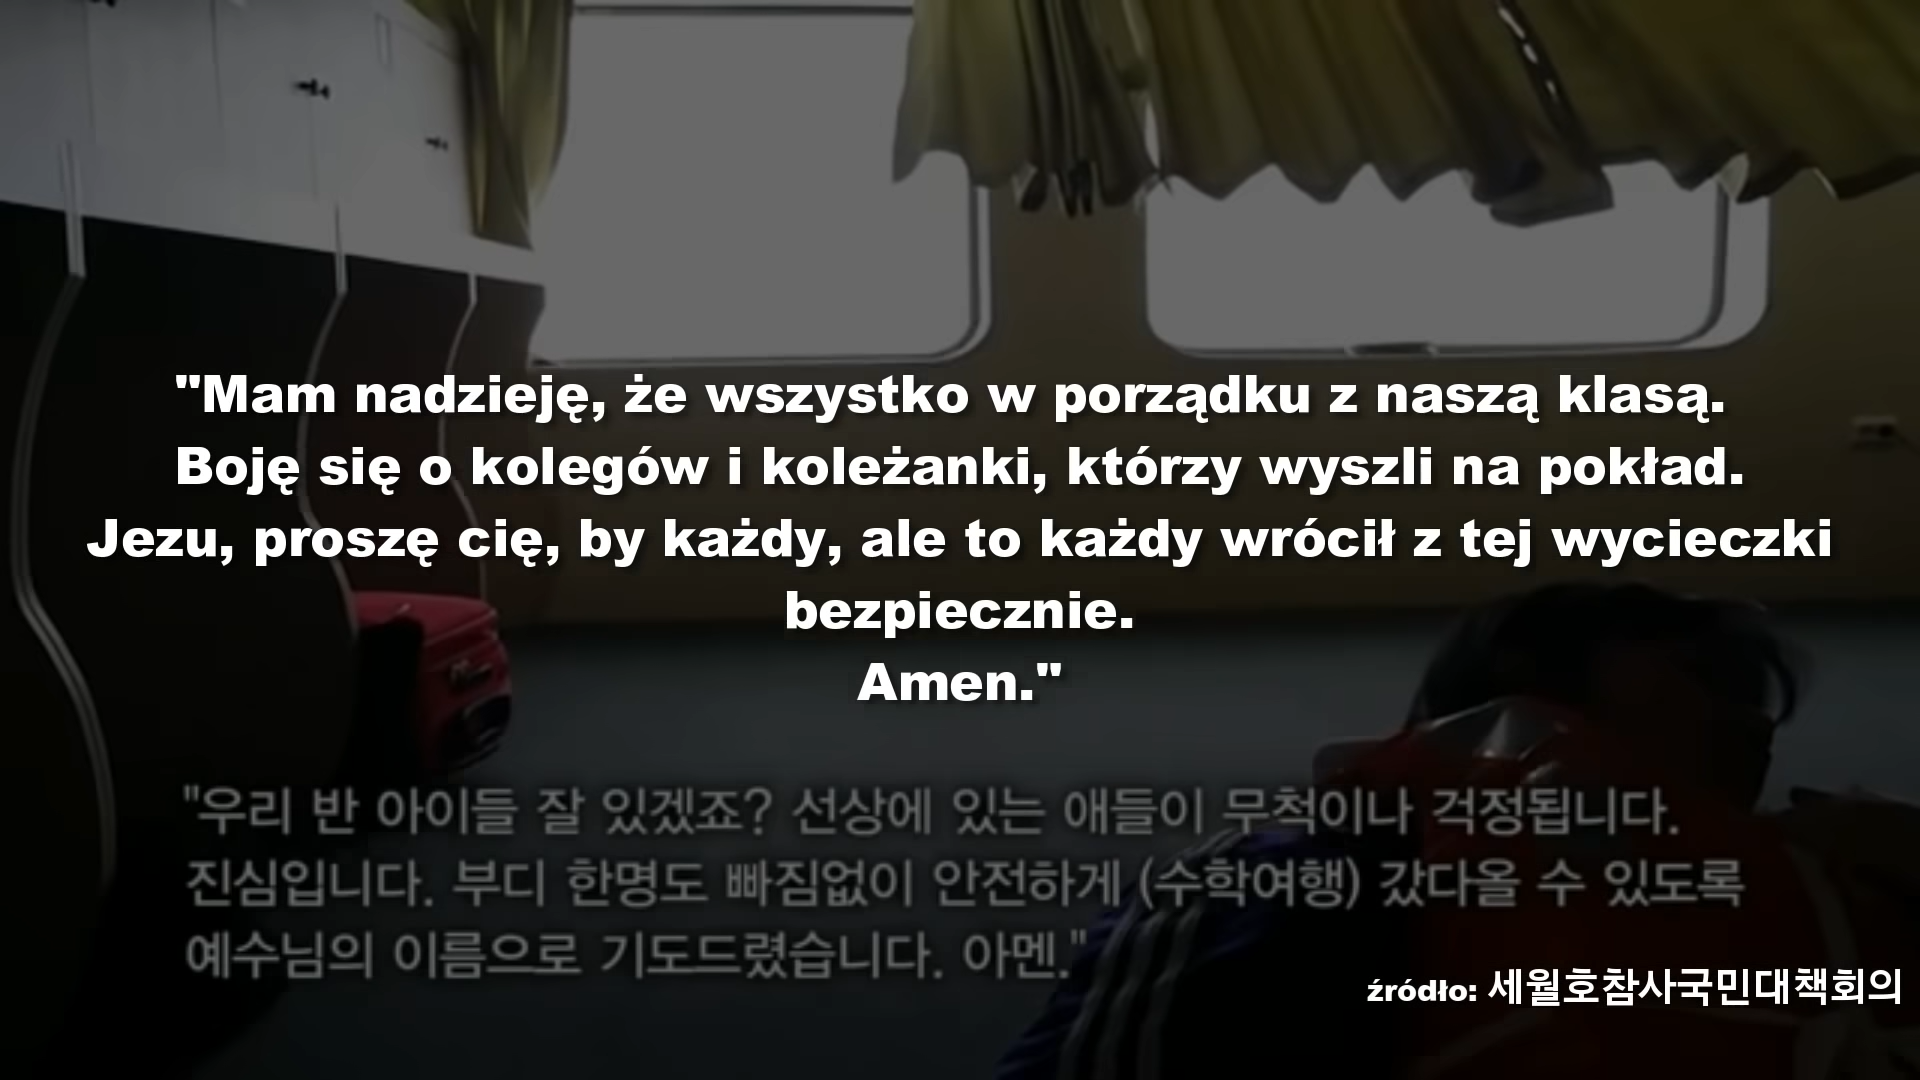 "Mam nadzieję, że wszystko w porządku z naszą klasą.
Boję się o kolegów i koleżanki, którzy wyszli na pokład.
Jezu, proszę cię, by każdy, ale to każdy wrócił z tej wycieczki
bezpiecznie.
Amen."
"우리 반 아이들 잘 있겠죠? 선상에 있는 애들이 무척이나 걱정됩니다.
진심입니다. 부디 한명도 빠짐없이 안전하게 (수학여행) 갔다올 수 있도록
예수님의 이름으로 기도드렸습니다. 아멘."
źródło: 세월호참사국민대책회의